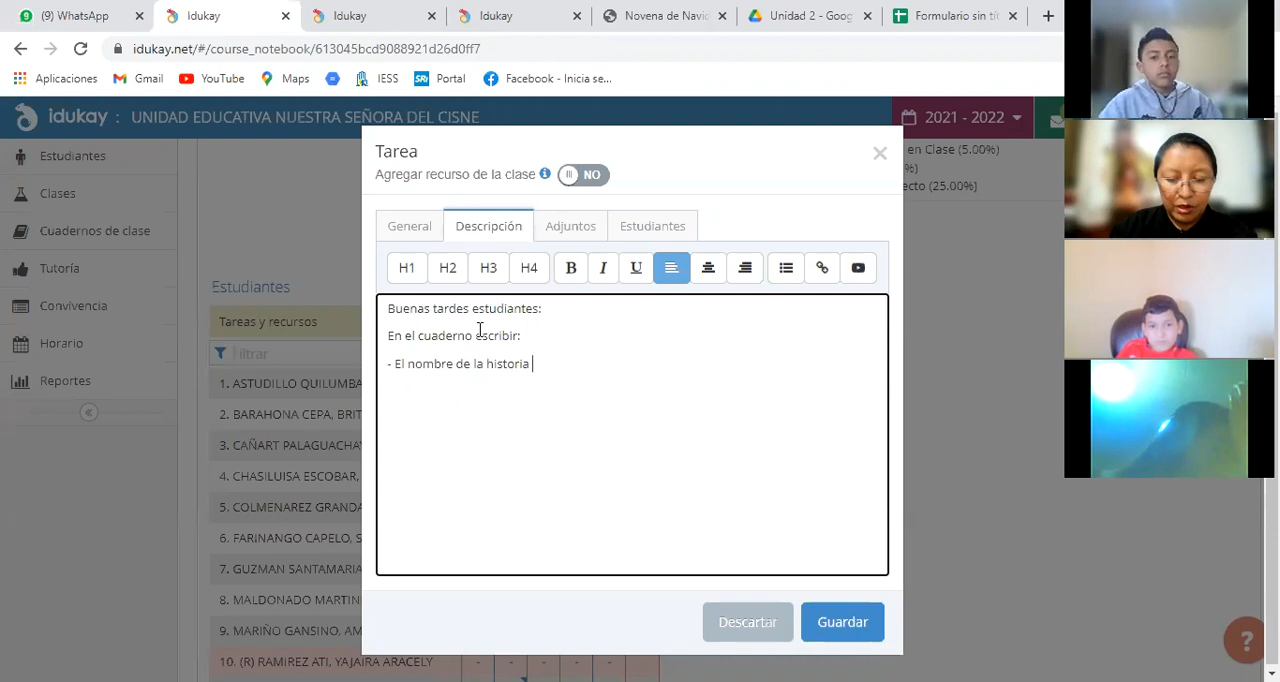 (9) WhatsApp
Idukay
Idukay
Idukay
Novena de Navi
Unidad 2 - Goog
Formulario sin tít
idukay.net/#/course_notebook/613045bcd9088921d26d0ff7
Aplicaciones
Gmail
YouTube
Maps
IESS
SRi Portal
Facebook - Inicia se...
idukay : UNIDAD EDUCATIVA NUESTRA SEÑORA DEL CISNE
2021 - 2022
Estudiantes
Clases
Cuadernos de clase
Tutoría
Convivencia
Horario
Reportes
en Clase (5.00%)
%)
ecto (25.00%)
Estudiantes
Tareas y recursos
filtrar
1. ASTUDILLO QUILUMBA
2. BARAHONA CEPA, BRIT
3. CAÑART PALAGUACHA
4. CHASILUISA ESCOBAR,
5. COLMENAREZ GRANDA
6. FARINANGO CAPELO, S
7. GUZMAN SANTAMARIA
8. MALDONADO MARTIN
9. MARIÑO GANSINO, AM
10. (R) RAMIREZ ATI, YAJAIRA ARACELY - - - -
Tarea
Agregar recurso de la clase NO
General
Descripción
Adjuntos
Estudiantes
H1 H2 H3 H4 B I U
Buenas tardes estudiantes:
En el cuaderno escribir:
- El nombre de la historia
Descartar
Guardar
?